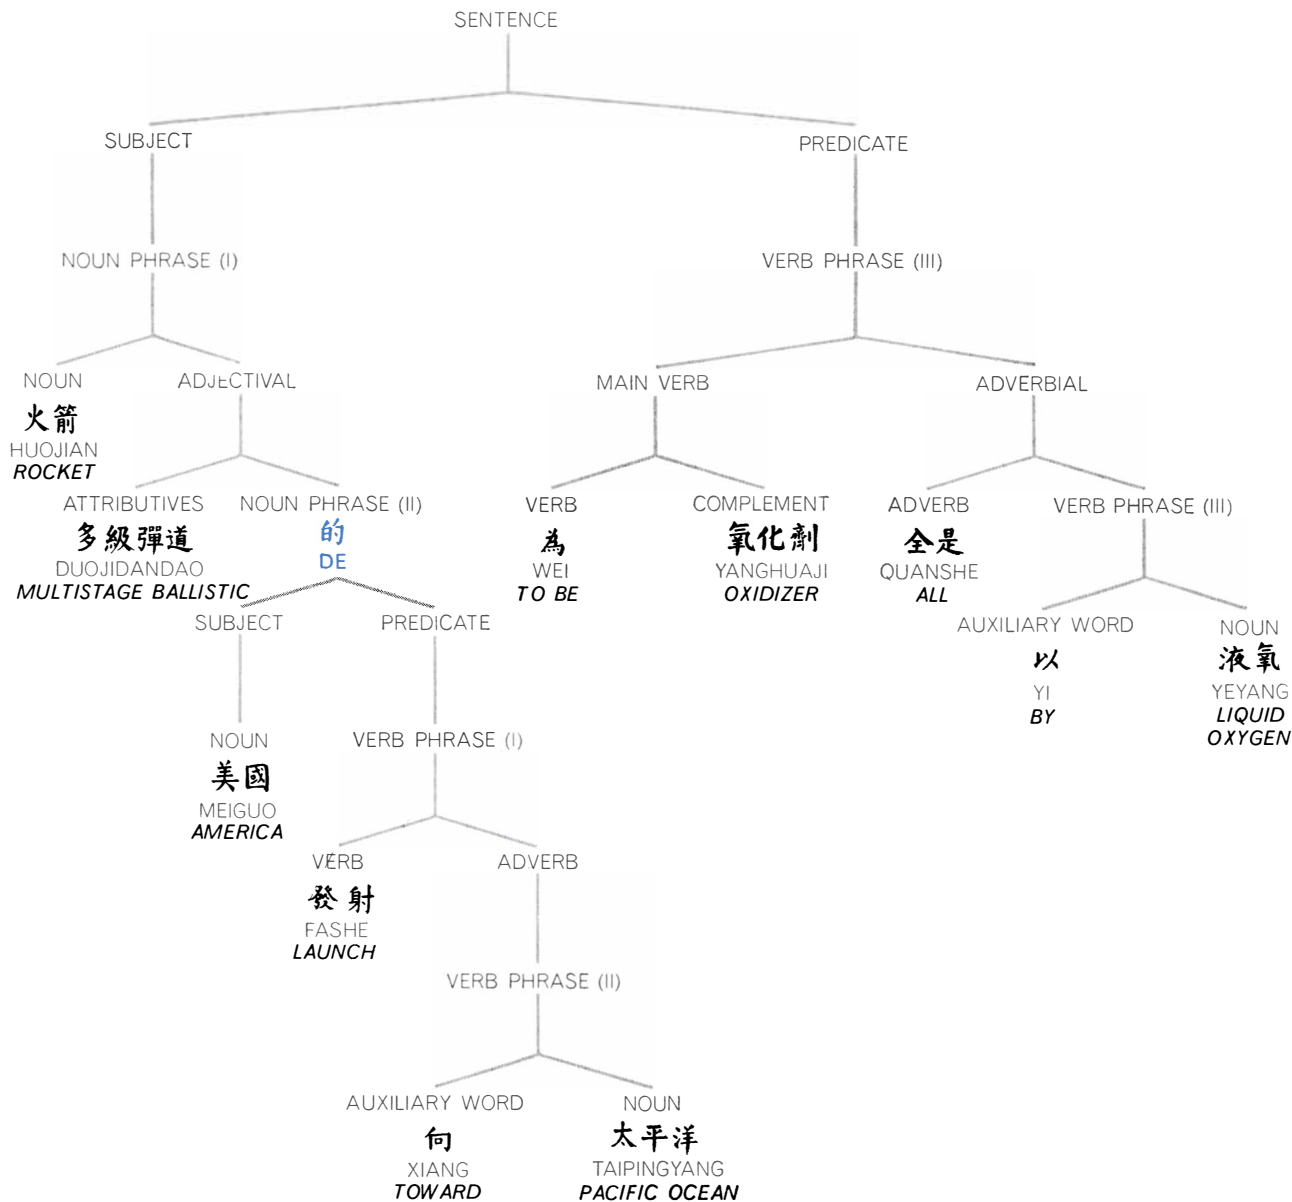 SENTENCE
SUBJECT
PREDICATE
NOUN PHRASE (I)
VERB PHRASE (III)
NOUN
火箭
HUOJIAN
ROCKET
ADJECTIVAL
MAIN VERB
ADVERBIAL
ATTRIBUTIVES
多級彈道
DUOJIDANDAO
MULTISTAGE BALLISTIC
NOUN PHRASE (II)
的
DE
VERB
為
WEI
TO BE
COMPLEMENT
氧化劑
YANGHUAJI
OXIDIZER
ADVERB
全是
QUANSHE
ALL
VERB PHRASE (III)
SUBJECT
PREDICATE
AUXILIARY WORD
以
YI
BY
NOUN
液氧
YEYANG
LIQUID
OXYGEN
NOUN
美國
MEIGUO
AMERICA
VERB PHRASE (I)
VERB
發射
FASHE
LAUNCH
ADVERB
VERB PHRASE (II)
AUXILIARY WORD
向
XIANG
TOWARD
NOUN
太平洋
TAIPINGYANG
PACIFIC OCEAN